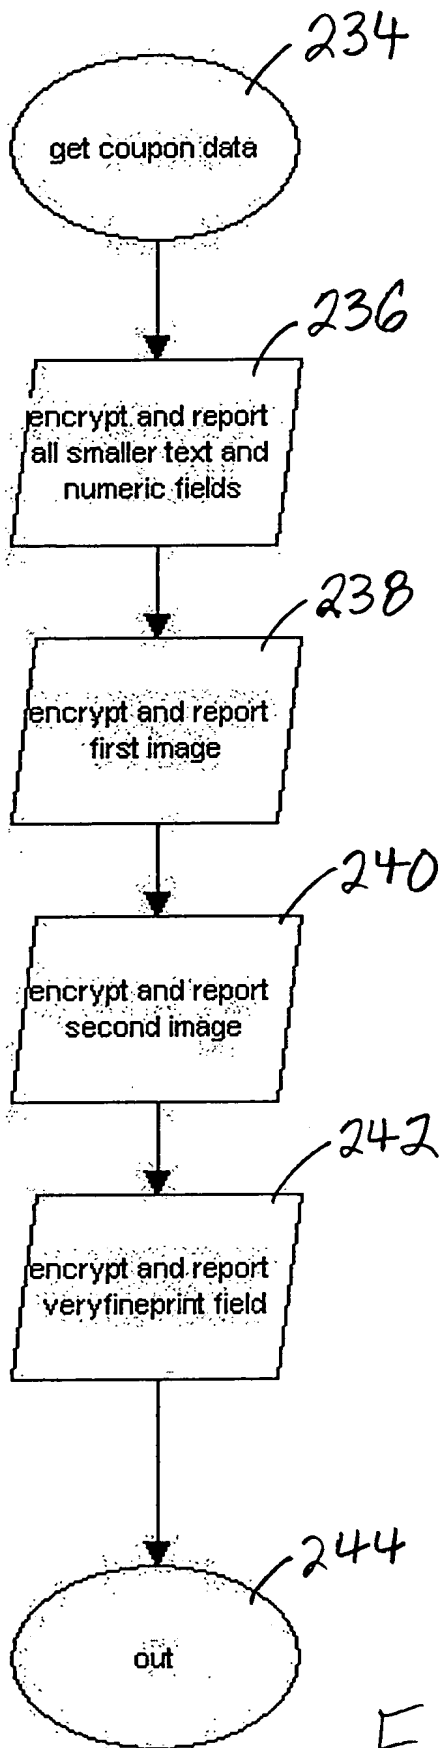 234
get coupon data
236
encrypt and report
all smaller text and
numeric fields
238
encrypt and report
first image
240
encrypt and report
second image
242
encrypt and report
veryfineprint field
244
out